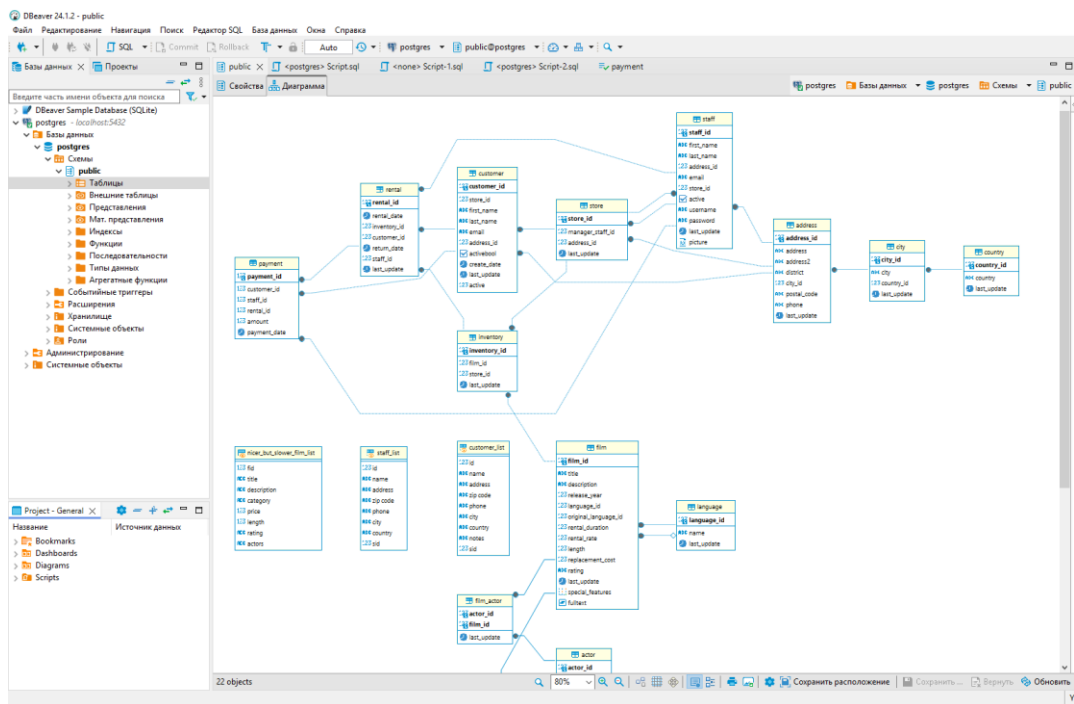 DBeaver 24.1.2 - public
Файл Редактирование Навигация Поиск Редактор SQL База данных Окна Справка
SQL Commit Rollback Auto postgres public@postgres
Базы данных Проекты
public <postgres> Script.sql <none> Script-1.sql <postgres> Script-2.sql payment
Свойства Диаграмма
postgres Базы данных postgres Схемы public
Введите часть имени объекта для поиска
DBeaver Sample Database (SQLite)
postgres - localhost:5432
Базы данных
postgres
Схемы
public
Таблицы
Внешние таблицы
Представления
Мат. представления
Индексы
Функции
Последовательности
Типы данных
Агрегатные функции
Событийные триггеры
Расширения
Хранилище
Системные объекты
Роли
Администрирование
Системные объекты
Project - General
Название Источник данных
Bookmarks
Dashboards
Diagrams
Scripts
staff
staff_id
first_name
last_name
address_id
email
store_id
active
username
password
last_update
picture
customer
customer_id
store_id
first_name
last_name
email
address_id
activebool
create_date
last_update
active
rental
rental_id
rental_date
inventory_id
customer_id
return_date
staff_id
last_update
store
store_id
manager_staff_id
address_id
last_update
address
address_id
address
address2
district
city_id
postal_code
phone
last_update
city
city_id
city
country_id
last_update
country
country_id
country
last_update
payment
payment_id
customer_id
staff_id
rental_id
amount
payment_date
inventory
inventory_id
film_id
store_id
last_update
nicer_but_slower_film_list
fid
title
description
category
price
length
rating
actors
staff_list
id
name
address
zip code
phone
city
country
sid
customer_list
id
name
address
zip code
phone
city
country
notes
sid
film
film_id
title
description
release_year
language_id
original_language_id
rental_duration
rental_rate
length
replacement_cost
rating
last_update
special_features
fulltext
language
language_id
name
last_update
film_actor
actor_id
film_id
last_update
actor
actor_id
22 objects
80%
Сохранить расположение Сохранить ... Вернуть Обновить